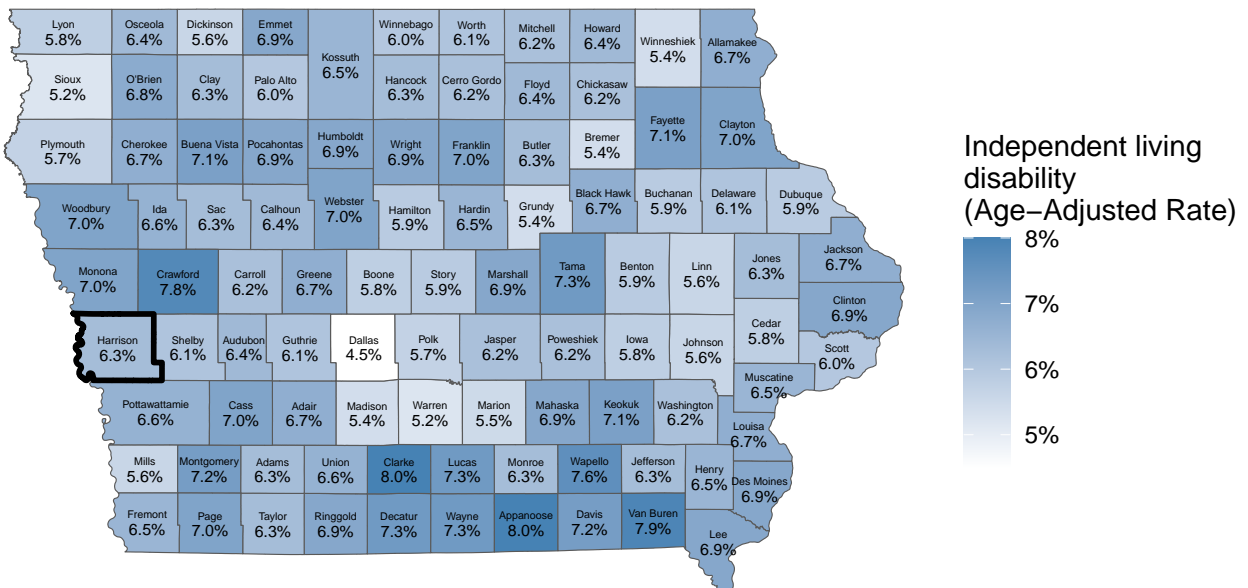 Lyon
5.8%
Osceola
6.4%
Dickinson
5.6%
Emmet
6.9%
Kossuth
6.5%
Winnebago
6.0%
Worth
6.1%
Mitchell
6.2%
Howard
6.4%
Winneshiek
5.4%
Allamakee
6.7%
Sioux
5.2%
O'Brien
6.8%
Clay
6.3%
Palo Alto
6.0%
Hancock
6.3%
Cerro Gordo
6.2%
Floyd
6.4%
Chickasaw
6.2%
Fayette
7.1%
Clayton
7.0%
Plymouth
5.7%
Cherokee
6.7%
Buena Vista
7.1%
Pocahontas
6.9%
Humboldt
6.9%
Wright
6.9%
Franklin
7.0%
Butler
6.3%
Bremer
5.4%
Woodbury
7.0%
Ida
6.6%
Sac
6.3%
Calhoun
6.4%
Webster
7.0%
Hamilton
5.9%
Hardin
6.5%
Grundy
5.4%
Black Hawk
6.7%
Buchanan
5.9%
Delaware
6.1%
Dubuque
5.9%
Monona
7.0%
Crawford
7.8%
Carroll
6.2%
Greene
6.7%
Boone
5.8%
Story
5.9%
Marshall
6.9%
Tama
7.3%
Benton
5.9%
Linn
5.6%
Jones
6.3%
Jackson
6.7%
Clinton
6.9%
Harrison
6.3%
Shelby
6.1%
Audubon
6.4%
Guthrie
6.1%
Dallas
4.5%
Polk
5.7%
Jasper
6.2%
Poweshiek
6.2%
Iowa
5.8%
Johnson
5.6%
Cedar
5.8%
Scott
6.0%
Muscatine
6.5%
Pottawattamie
6.6%
Cass
7.0%
Adair
6.7%
Madison
5.4%
Warren
5.2%
Marion
5.5%
Mahaska
6.9%
Keokuk
7.1%
Washington
6.2%
Louisa
6.7%
Mills
5.6%
Montgomery
7.2%
Adams
6.3%
Union
6.6%
Clarke
8.0%
Lucas
7.3%
Monroe
6.3%
Wapello
7.6%
Jefferson
6.3%
Henry
6.5%
Des Moines
6.9%
Fremont
6.5%
Page
7.0%
Taylor
6.3%
Ringgold
6.9%
Decatur
7.3%
Wayne
7.3%
Appanoose
8.0%
Davis
7.2%
Van Buren
7.9%
Lee
6.9%
Independent living
disability
(Age−Adjusted Rate)
8%
7%
6%
5%